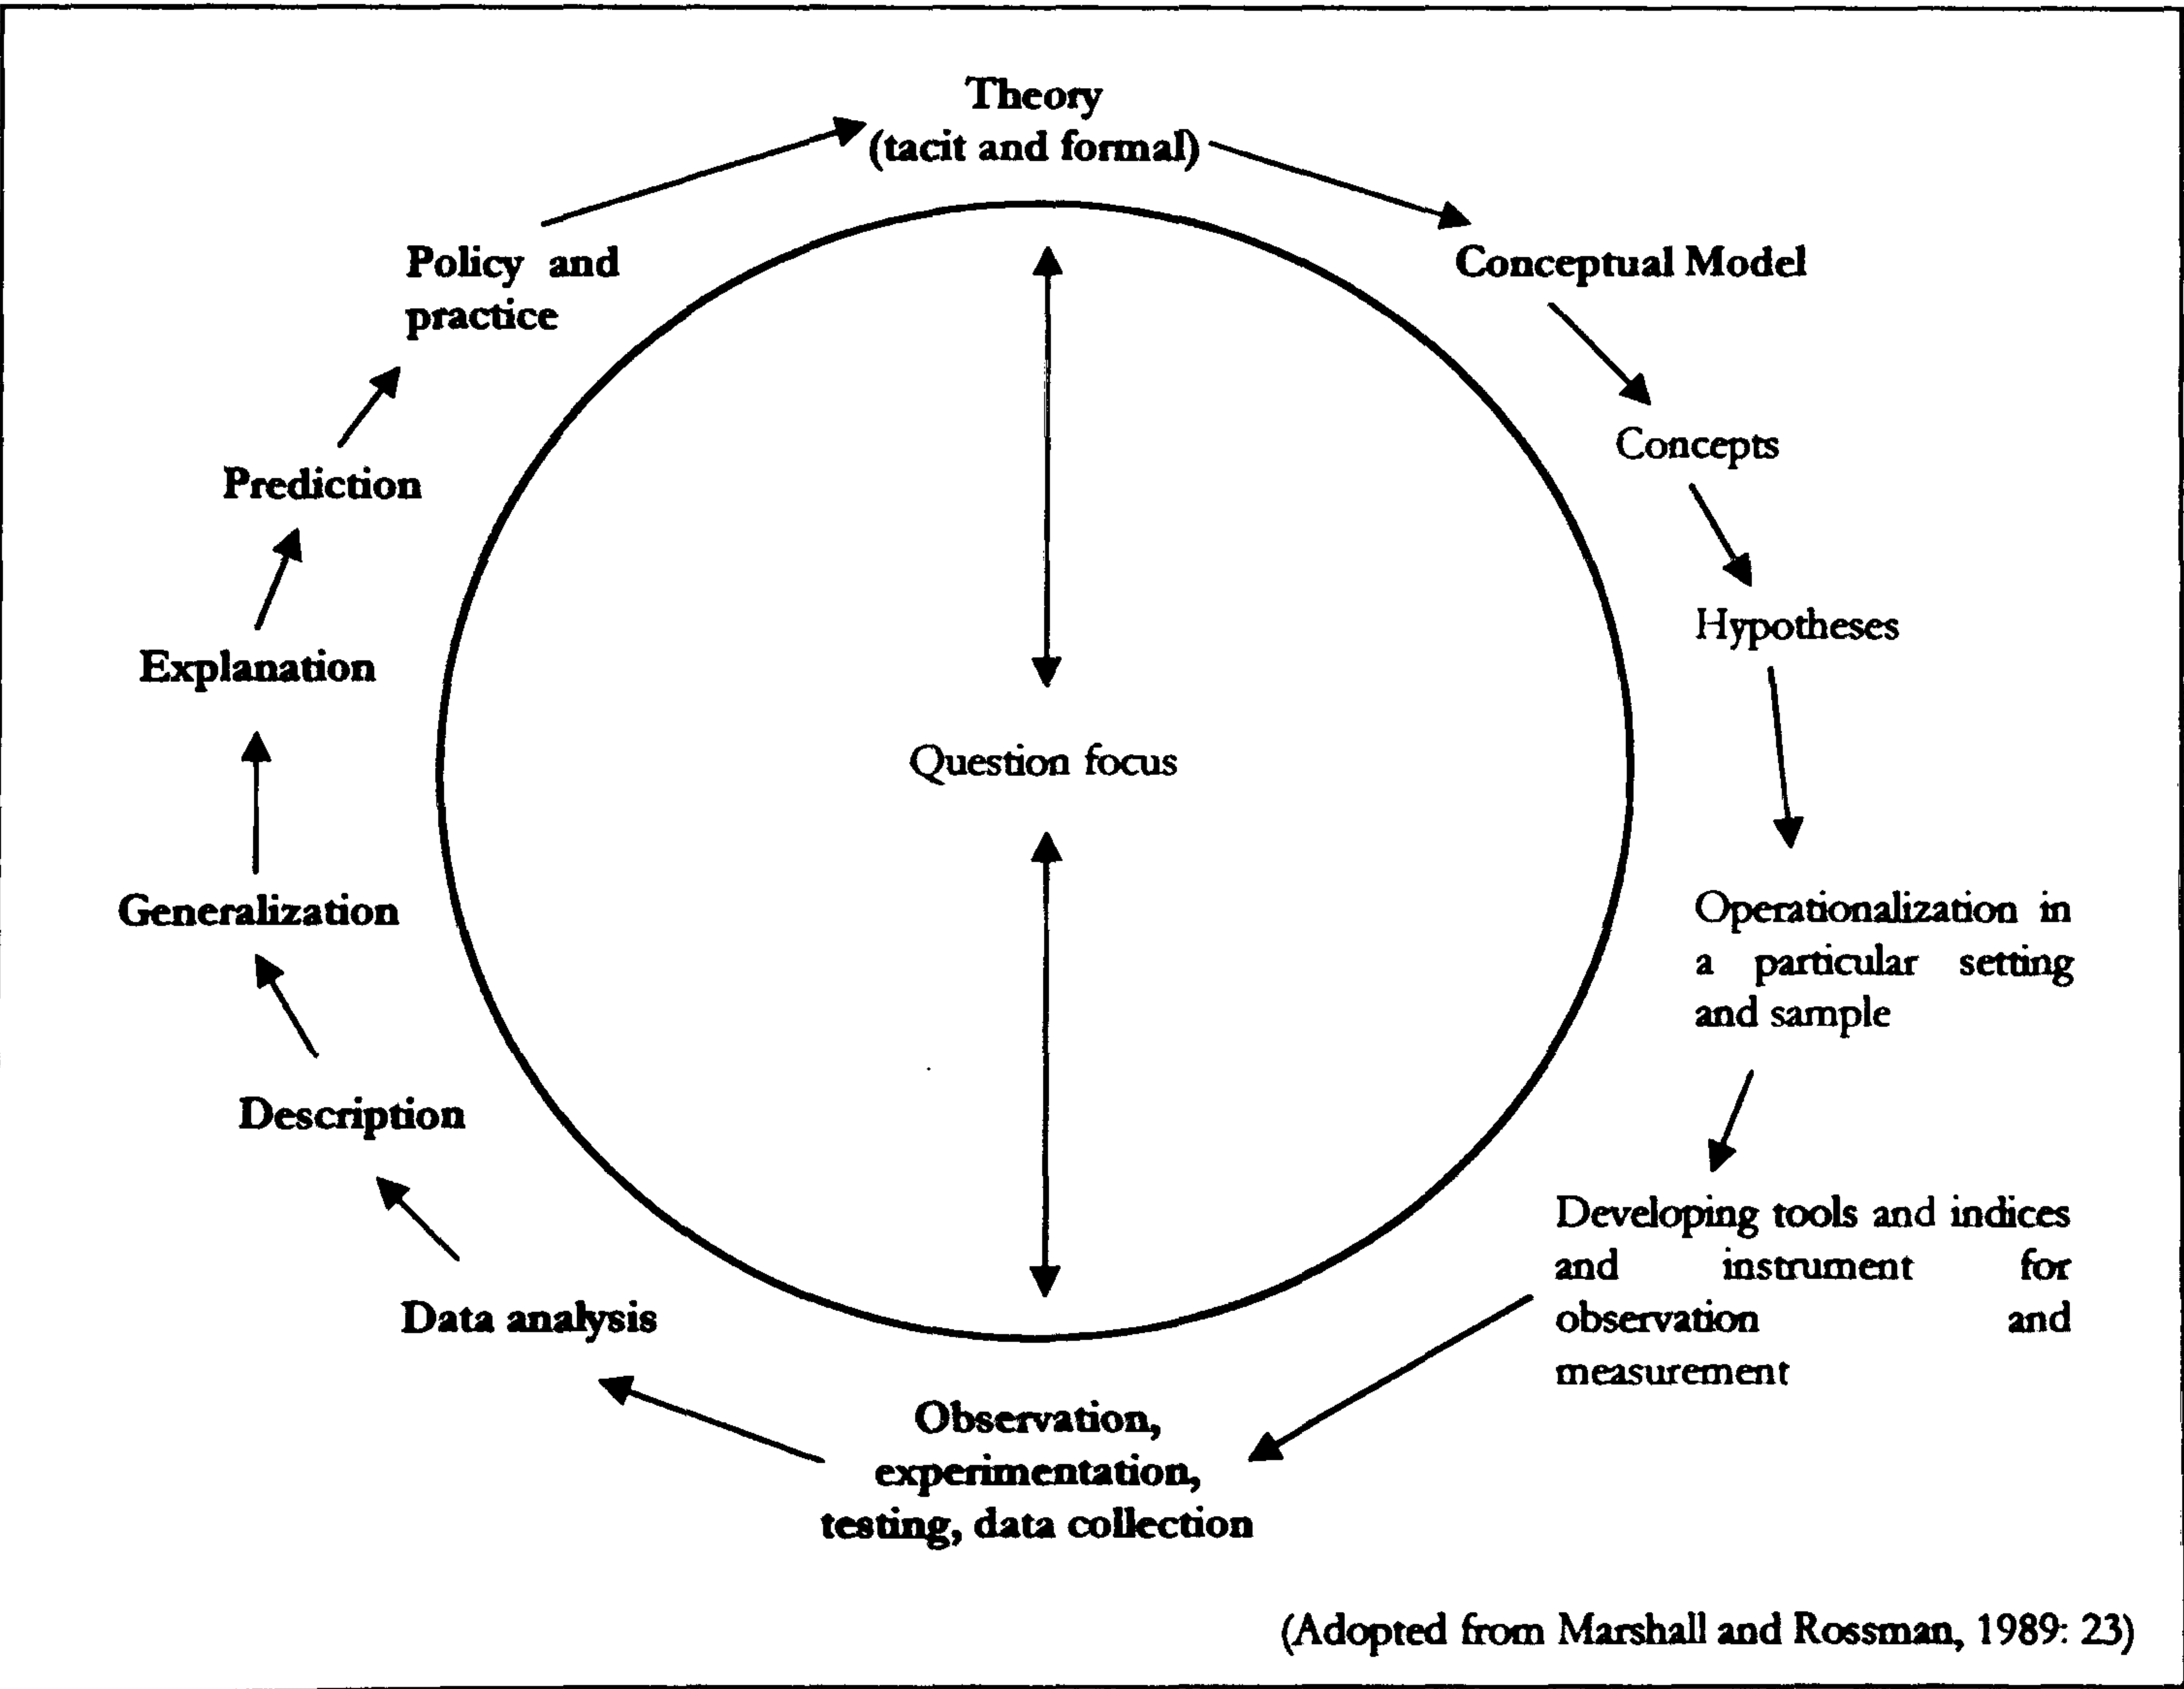 Theory
(tacit and formal)
Conceptual Model
Concepts
Hypotheses
Operationalization in
a particular setting
and sample
Developing tools and indices
and instrument for
observation and
measurement
Observation,
experimentation,
testing, data collection
Data analysis
Description
Generalization
Explanation
Prediction
Policy and
practice
Question focus
(Adopted from Marshall and Rossman, 1989: 23)